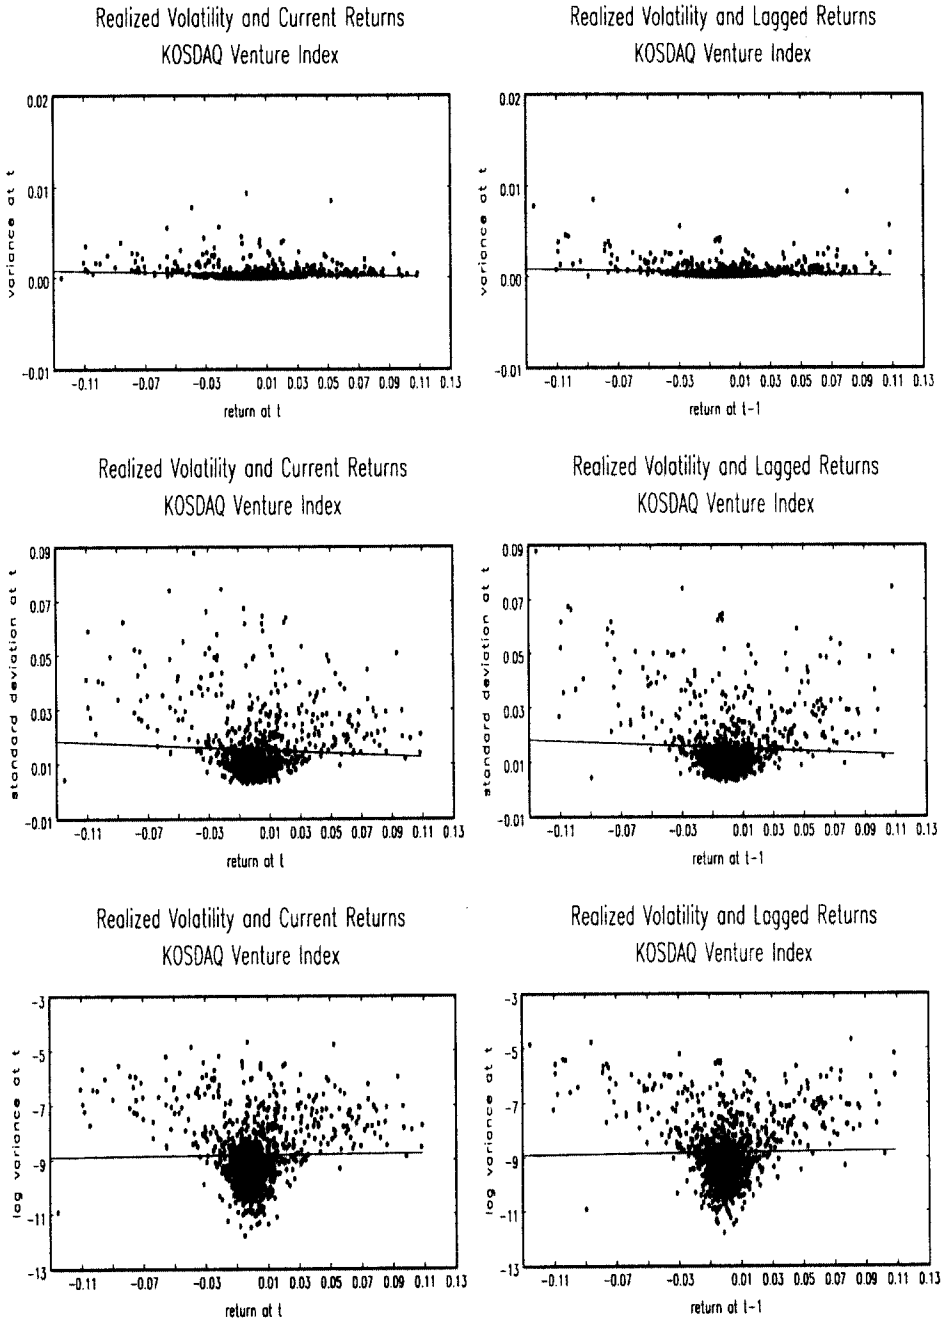 Realized Volatility and Current Returns
KOSDAQ Venture Index
variance at t
0.02
0.01
0.00
-0.01
-0.11 -0.07 -0.03 0.01 0.03 0.05 0.07 0.09 0.11 0.13
return at t
Realized Volatility and Lagged Returns
KOSDAQ Venture Index
variance at t
0.02
0.01
0.00
-0.01
-0.11 -0.07 -0.03 0.01 0.03 0.05 0.07 0.09 0.11 0.13
return at t-1
Realized Volatility and Current Returns
KOSDAQ Venture Index
standard deviation at t
0.09
0.07
0.05
0.03
0.01
-0.01
-0.11 -0.07 -0.03 0.01 0.03 0.05 0.07 0.09 0.11 0.13
return at t
Realized Volatility and Lagged Returns
KOSDAQ Venture Index
standard deviation at t
0.09
0.07
0.05
0.03
0.01
-0.01
-0.11 -0.07 -0.03 0.01 0.03 0.05 0.07 0.09 0.11 0.13
return at t-1
Realized Volatility and Current Returns
KOSDAQ Venture Index
log variance at t
-3
-5
-7
-9
-11
-13
-0.11 -0.07 -0.03 0.01 0.03 0.05 0.07 0.09 0.11 0.13
return at t
Realized Volatility and Lagged Returns
KOSDAQ Venture Index
log variance at t
-3
-5
-7
-9
-11
-13
-0.11 -0.07 -0.03 0.01 0.03 0.05 0.07 0.09 0.11 0.13
return at t-1